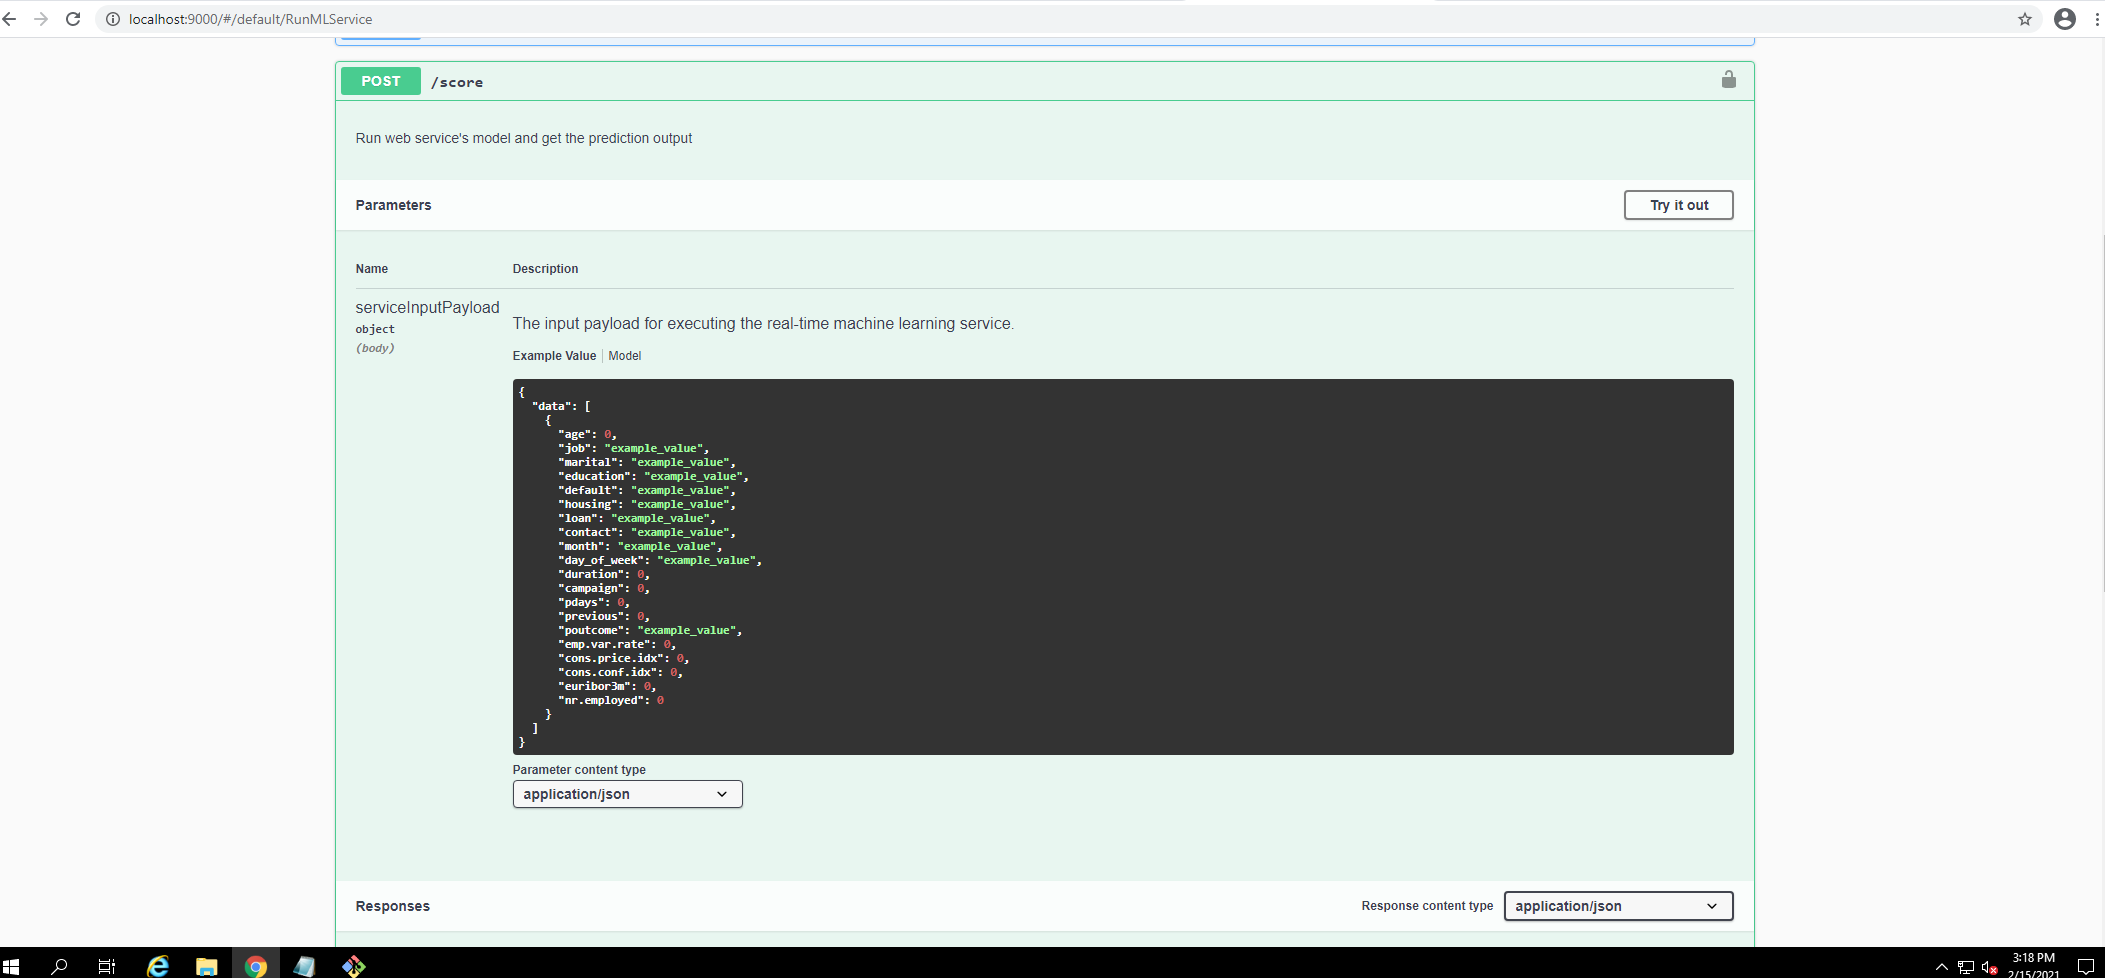 localhost:9000/#/default/RunMLService
POST /score
Run web service's model and get the prediction output
Parameters
Try it out
Name Description
serviceInputPayload
object
(body)
The input payload for executing the real-time machine learning service.
Example Value Model
{
"data": [
{
"age": 0,
"job": "example_value",
"marital": "example_value",
"education": "example_value",
"default": "example_value",
"housing": "example_value",
"loan": "example_value",
"contact": "example_value",
"month": "example_value",
"day_of_week": "example_value",
"duration": 0,
"campaign": 0,
"pdays": 0,
"previous": 0,
"poutcome": "example_value",
"emp.var.rate": 0,
"cons.price.idx": 0,
"cons.conf.idx": 0,
"euribor3m": 0,
"nr.employed": 0
}
]
}
Parameter content type
application/json
Responses
Response content type
application/json
3:18 PM
2/15/2021